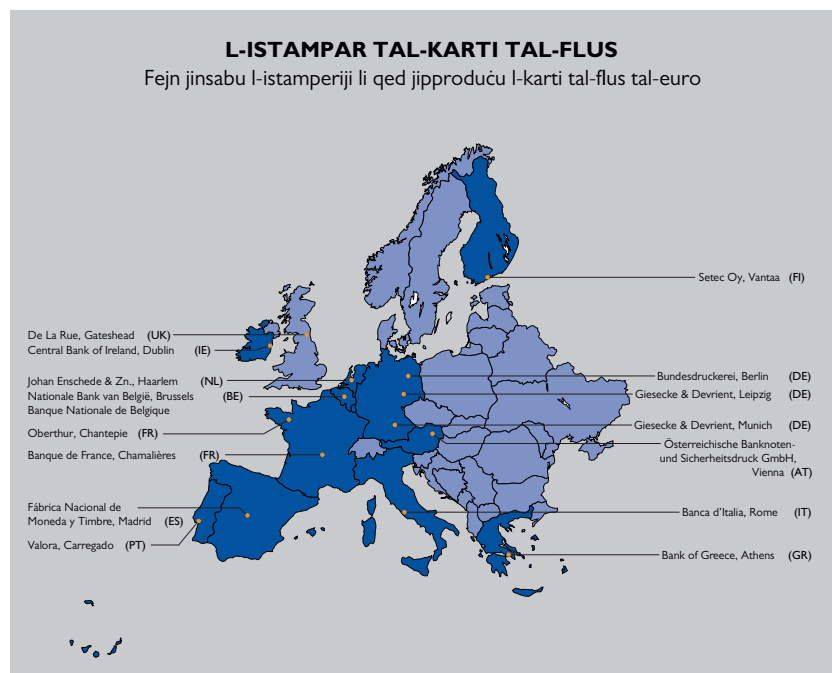 L-ISTAMPAR TAL-KARTI TAL-FLUS
Fejn jinsabu l-istamperiji li qed jipproduċu l-karti tal-flus tal-euro
Setec Oy, Vantaa (FI)
De La Rue, Gateshead (UK)
Central Bank of Ireland, Dublin (IE)
Johan Enschede & Zn., Haarlem (NL)
Nationale Bank van België, Brussels (BE)
Banque Nationale de Belgique
Oberthur, Chantepie (FR)
Banque de France, Chamalières (FR)
Fábrica Nacional de
Moneda y Timbre, Madrid (ES)
Valora, Carregado (PT)
Bundesdruckerei, Berlin (DE)
Giesecke & Devrient, Leipzig (DE)
Giesecke & Devrient, Munich (DE)
Österreichische Banknoten-
und Sicherheitsdruck GmbH,
Vienna (AT)
Banca d'Italia, Rome (IT)
Bank of Greece, Athens (GR)